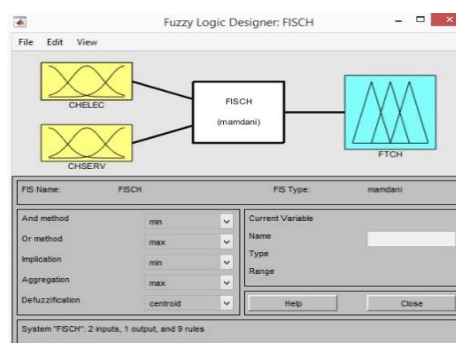 Fuzzy Logic Designer: FISCH
File Edit View
CHELEC
FISCH
(mamdani)
CHSERV
FTCH
FIS Name: FISCH FIS Type: mamdani
And method min
Or method max
Implication min
Aggregation max
Defuzzification centroid
Current Variable
Name
Type
Range
Help Close
System "FISCH": 2 inputs, 1 output, and 9 rules